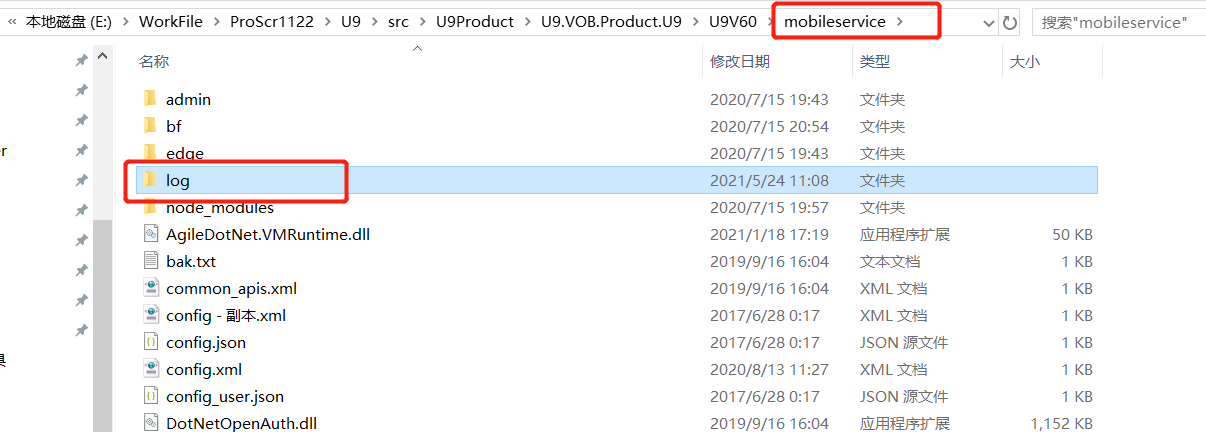 « 本地磁盘 (E:) › WorkFile › ProScr1122 › U9 › src › U9Product › U9.VOB.Product.U9 › U9V60 › mobileservice › 搜索"mobileservice"
名称 修改日期 类型 大小
admin 2020/7/15 19:43 文件夹
bf 2020/7/15 20:54 文件夹
edge 2020/7/15 19:43 文件夹
log 2021/5/24 11:08 文件夹
node_modules 2020/7/15 19:57 文件夹
AgileDotNet.VMRuntime.dll 2021/1/18 17:19 应用程序扩展 50 KB
bak.txt 2019/9/16 16:04 文本文档 1 KB
common_apis.xml 2019/9/16 16:04 XML 文档 1 KB
config - 副本.xml 2017/6/28 0:17 XML 文档 1 KB
config.json 2017/6/28 0:17 JSON 源文件 1 KB
config.xml 2020/8/13 11:27 XML 文档 1 KB
config_user.json 2017/6/28 0:17 JSON 源文件 1 KB
DotNetOpenAuth.dll 2019/9/16 16:04 应用程序扩展 1,152 KB